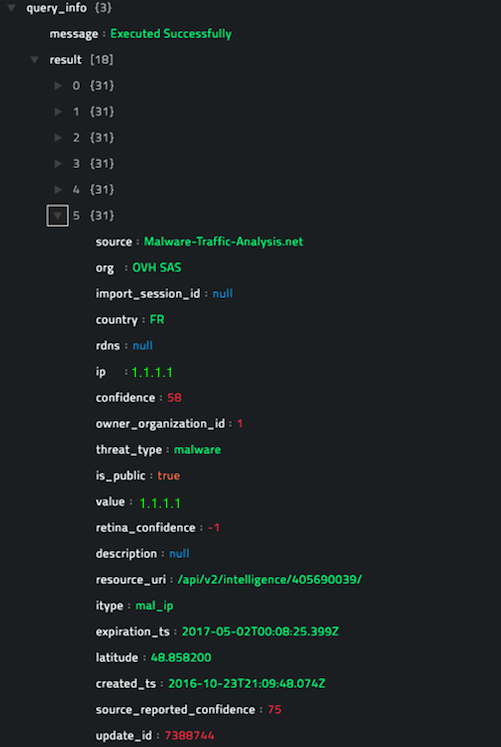 query_info {3}
message : Executed Successfully
result [18]
0 {31}
1 {31}
2 {31}
3 {31}
4 {31}
5 {31}
source : Malware-Traffic-Analysis.net
org : OVH SAS
import_session_id : null
country : FR
rdns : null
ip : 1.1.1.1
confidence : 58
owner_organization_id : 1
threat_type : malware
is_public : true
value : 1.1.1.1
retina_confidence : -1
description : null
resource_uri : /api/v2/intelligence/405690039/
itype : mal_ip
expiration_ts : 2017-05-02T00:08:25.399Z
latitude : 48.858200
created_ts : 2016-10-23T21:09:48.074Z
source_reported_confidence : 75
update_id : 7388744